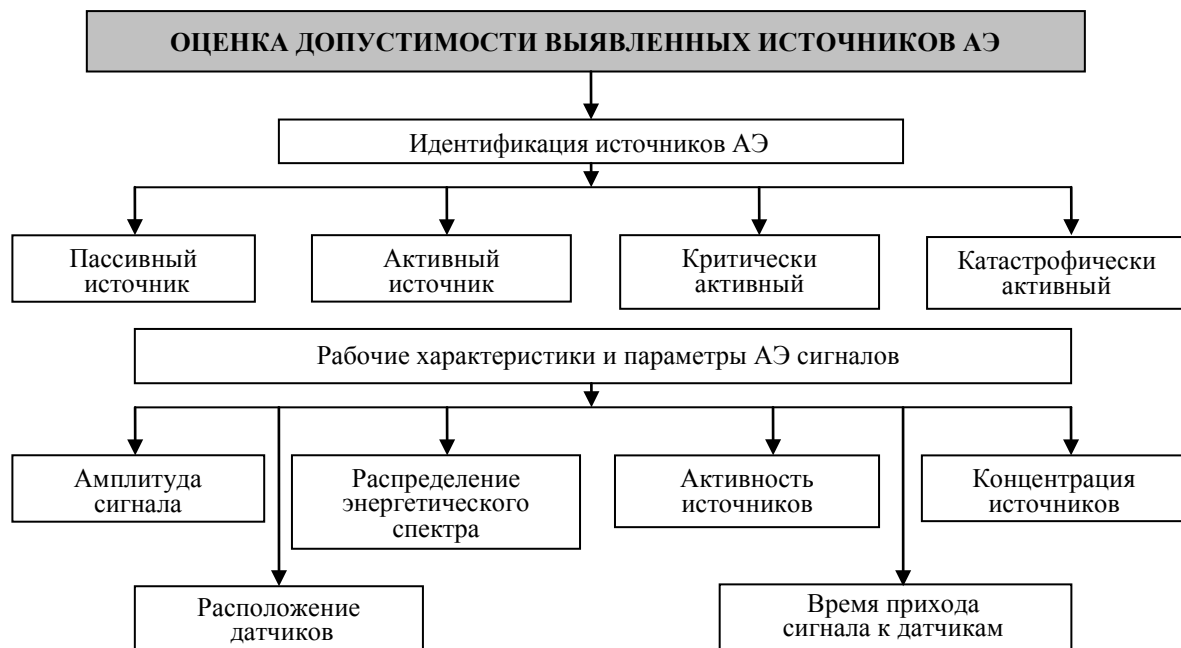 ОЦЕНКА ДОПУСТИМОСТИ ВЫЯВЛЕННЫХ ИСТОЧНИКОВ АЭ
Идентификация источников АЭ
Пассивный
источник
Активный
источник
Критически
активный
Катастрофически
активный
Рабочие характеристики и параметры АЭ сигналов
Амплитуда
сигнала
Распределение
энергетического
спектра
Активность
источников
Концентрация
источников
Расположение
датчиков
Время прихода
сигнала к датчикам